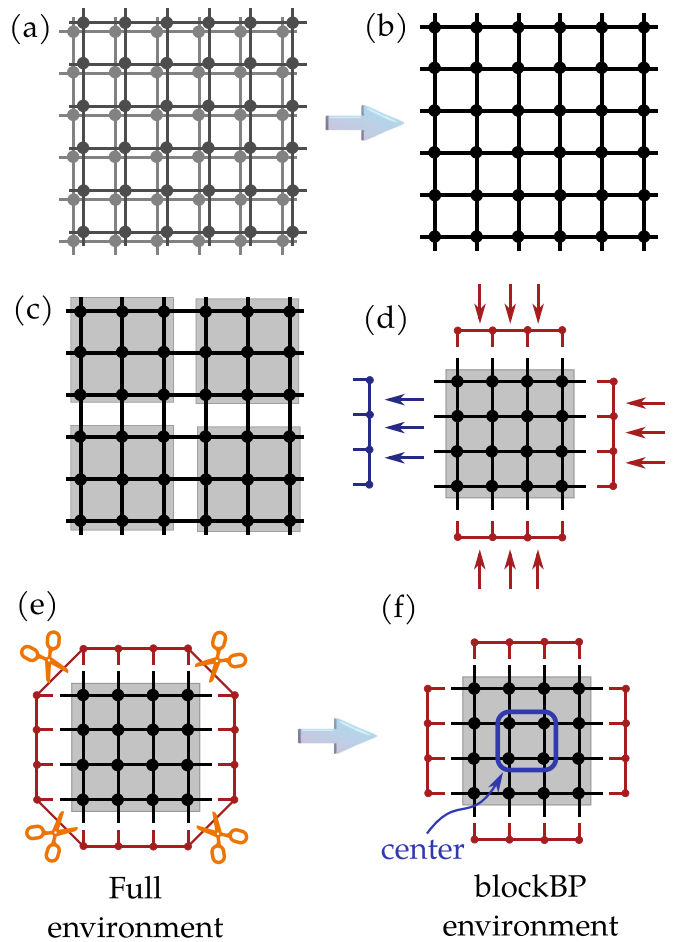 (a)
(b)
(c)
(d)
(e)
(f)
center
Full
environment
blockBP
environment